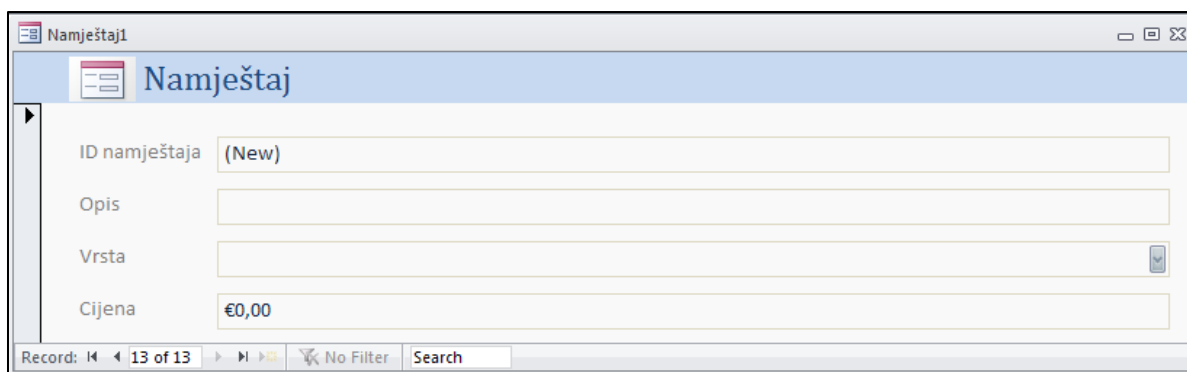 Namještaj1
Namještaj
ID namještaja (New)
Opis
Vrsta
Cijena €0,00
Record: 13 of 13 No Filter Search